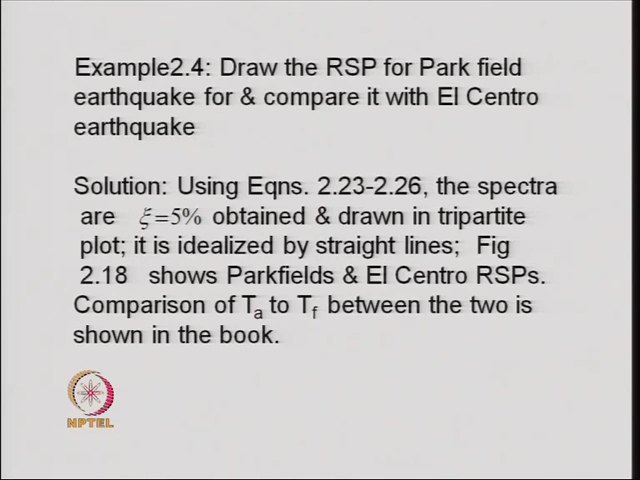 Example2.4: Draw the RSP for Park field
earthquake for & compare it with El Centro
earthquake
Solution: Using Eqns. 2.23-2.26, the spectra
are ξ=5% obtained & drawn in tripartite
plot; it is idealized by straight lines; Fig
2.18 shows Parkfields & El Centro RSPs.
Comparison of Ta to Tf between the two is
shown in the book.
NPTEL